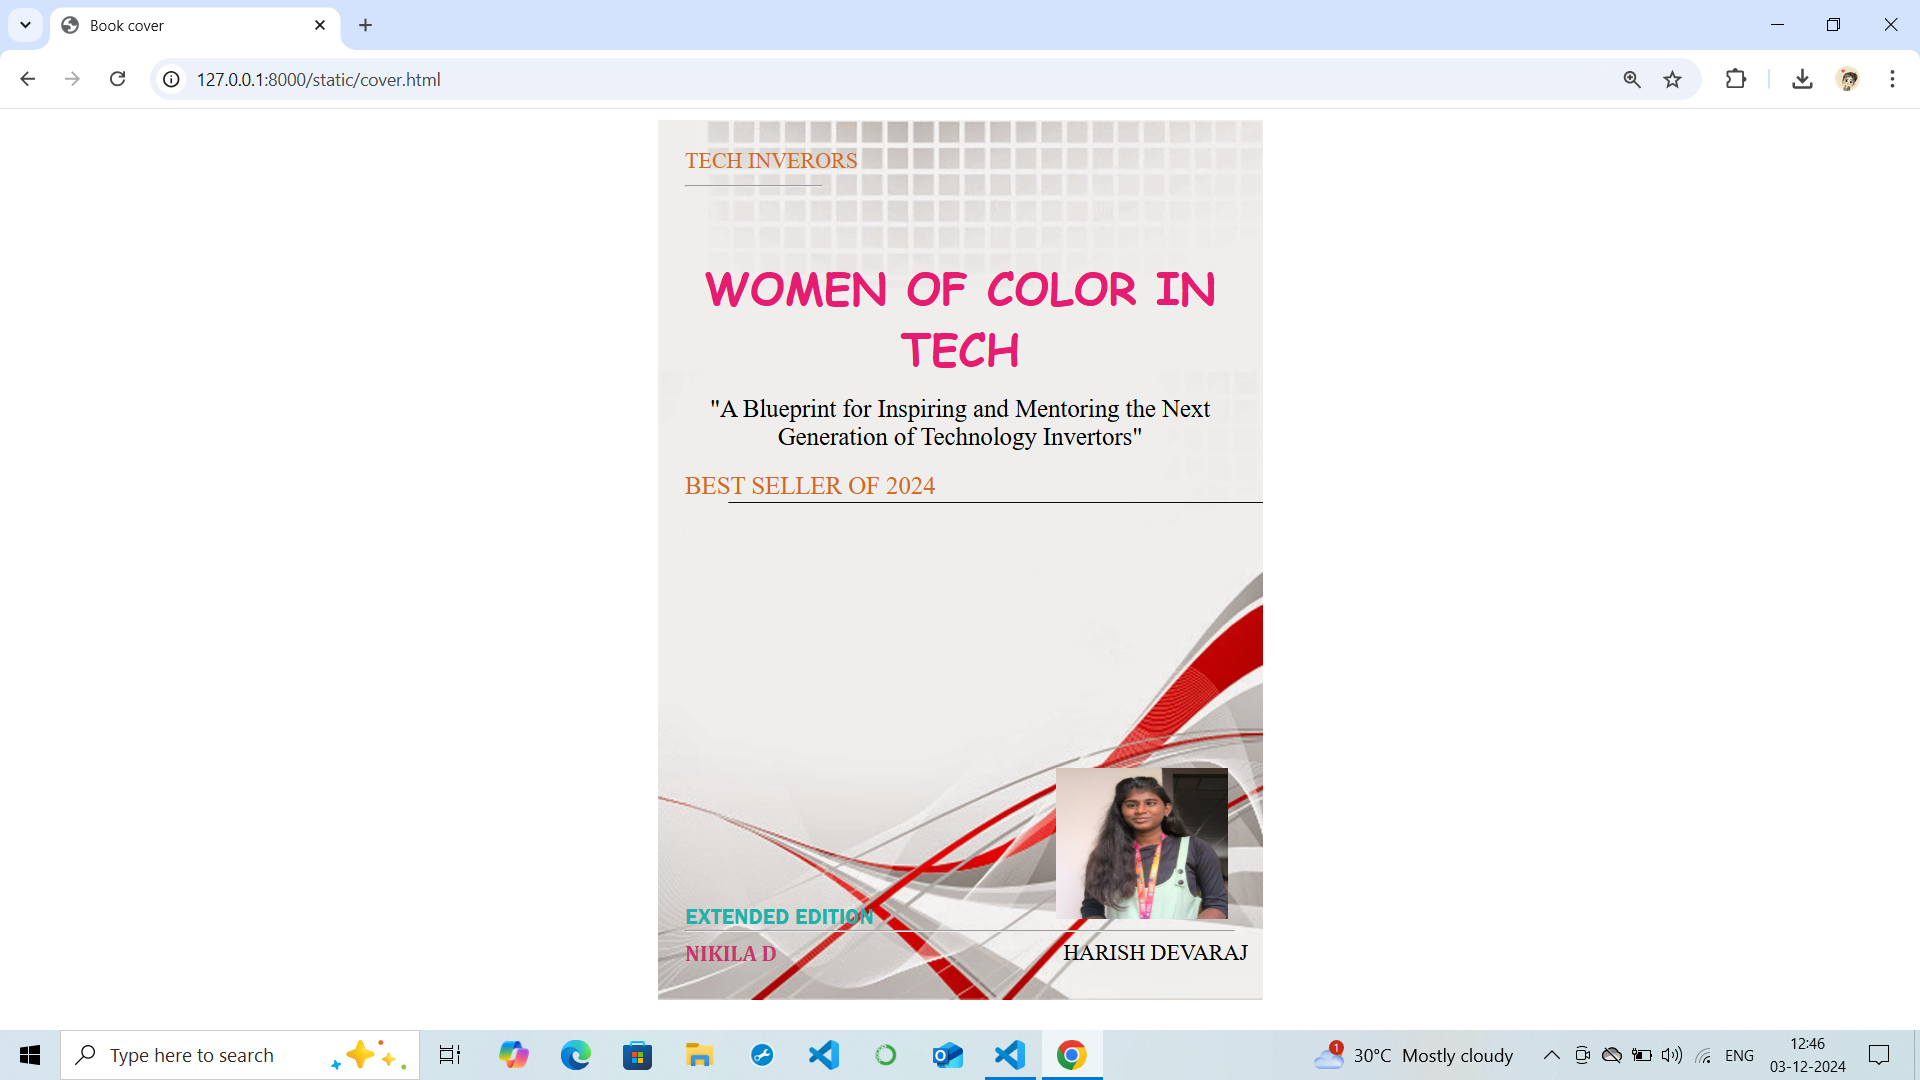 Book cover
127.0.0.1:8000/static/cover.html
TECH INVERORS
WOMEN OF COLOR IN
TECH
"A Blueprint for Inspiring and Mentoring the Next
Generation of Technology Invertors"
BEST SELLER OF 2024
EXTENDED EDITION
NIKILA D
HARISH DEVARAJ
Type here to search
1
30°C Mostly cloudy
ENG
12:46
03-12-2024